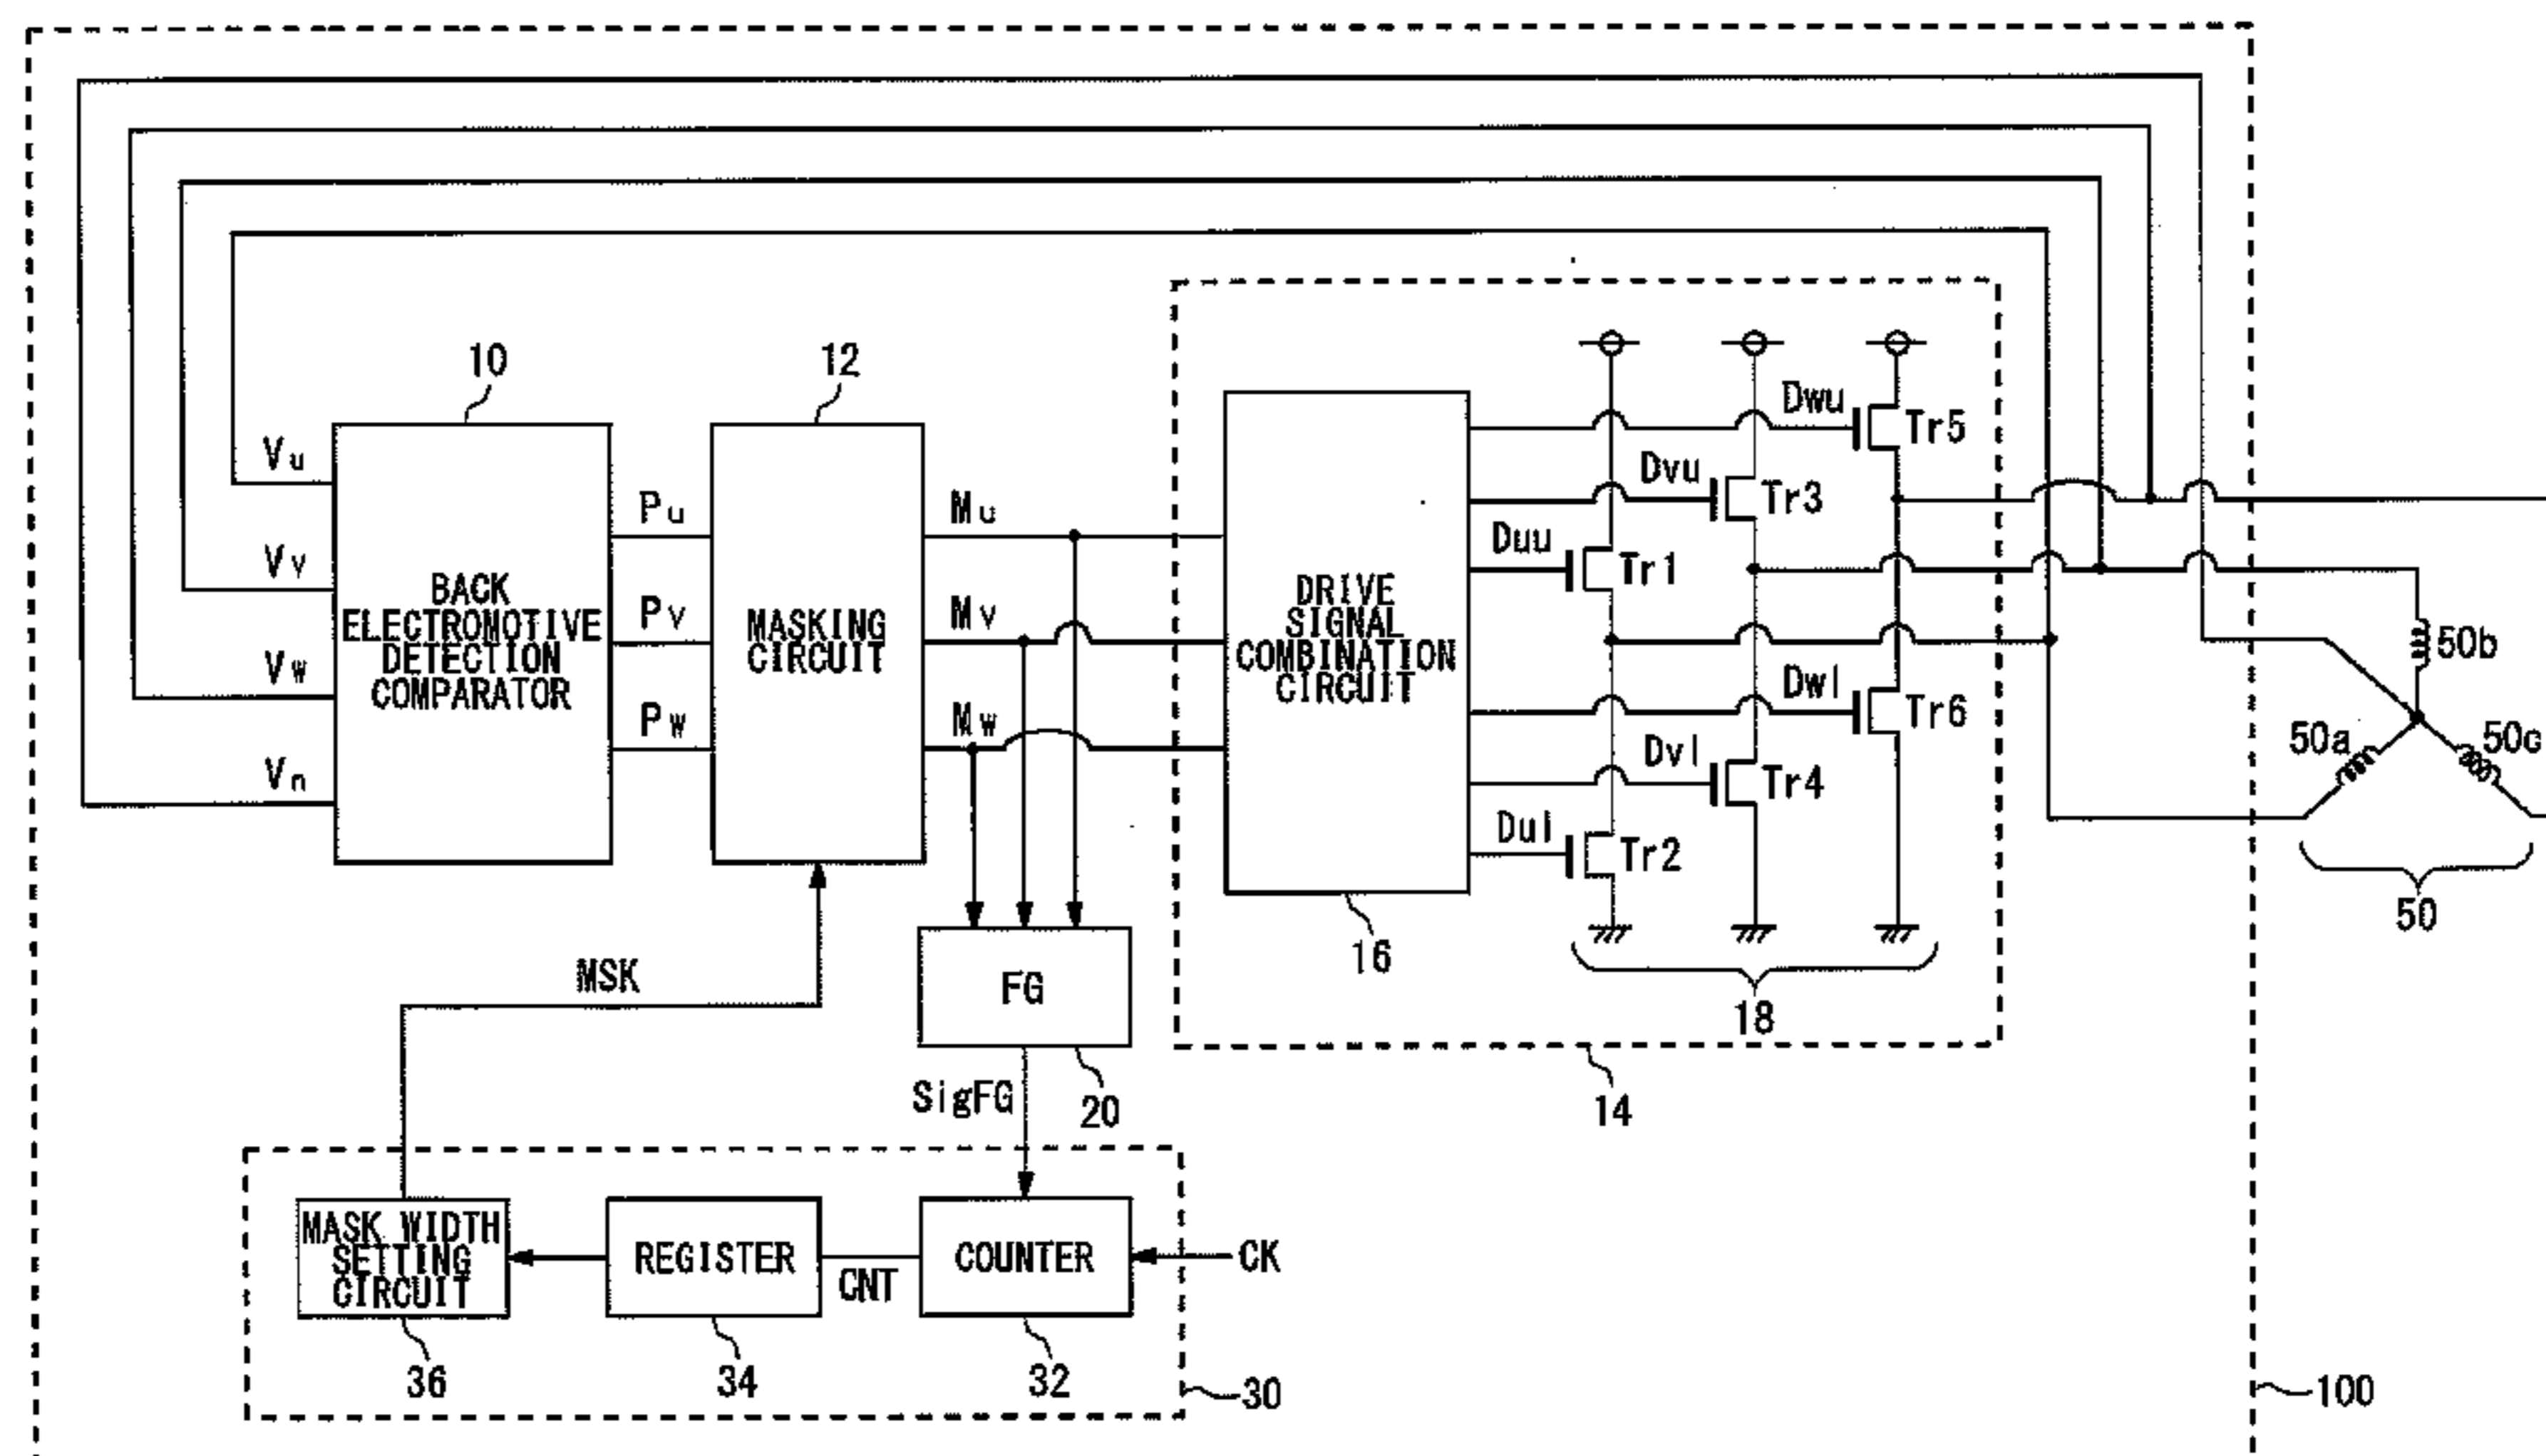 10
12
Vu
Vv
Vw
Vn
BACK
ELECTROMOTIVE
DETECTION
COMPARATOR
Pu
Pv
Pw
MASKING
CIRCUIT
Mu
Mv
Mw
DRIVE
SIGNAL
COMBINATION
CIRCUIT
16
Dwu
Tr5
Dvu
Tr3
Duu
Tr1
Dwl
Tr6
Dvl
Tr4
Dul
Tr2
18
14
50b
50a
50c
50
MSK
FG
SigFG
20
MASK WIDTH
SETTING
CIRCUIT
REGISTER
CNT
COUNTER
CK
36
34
32
30
100